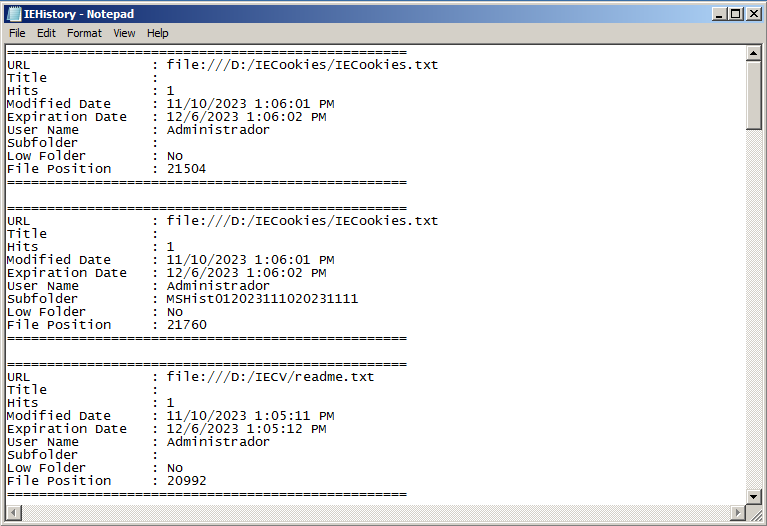 IEHistory - Notepad
File Edit Format View Help
==================================================
URL               : file:///D:/IECookies/IECookies.txt
Title             :
Hits              : 1
Modified Date     : 11/10/2023 1:06:01 PM
Expiration Date   : 12/6/2023 1:06:02 PM
User Name         : Administrador
Subfolder         :
Low Folder        : No
File Position     : 21504
==================================================

==================================================
URL               : file:///D:/IECookies/IECookies.txt
Title             :
Hits              : 1
Modified Date     : 11/10/2023 1:06:01 PM
Expiration Date   : 12/6/2023 1:06:02 PM
User Name         : Administrador
Subfolder         : MSHist012023111020231111
Low Folder        : No
File Position     : 21760
==================================================

==================================================
URL               : file:///D:/IECV/readme.txt
Title             :
Hits              : 1
Modified Date     : 11/10/2023 1:05:11 PM
Expiration Date   : 12/6/2023 1:05:12 PM
User Name         : Administrador
Subfolder         :
Low Folder        : No
File Position     : 20992
==================================================